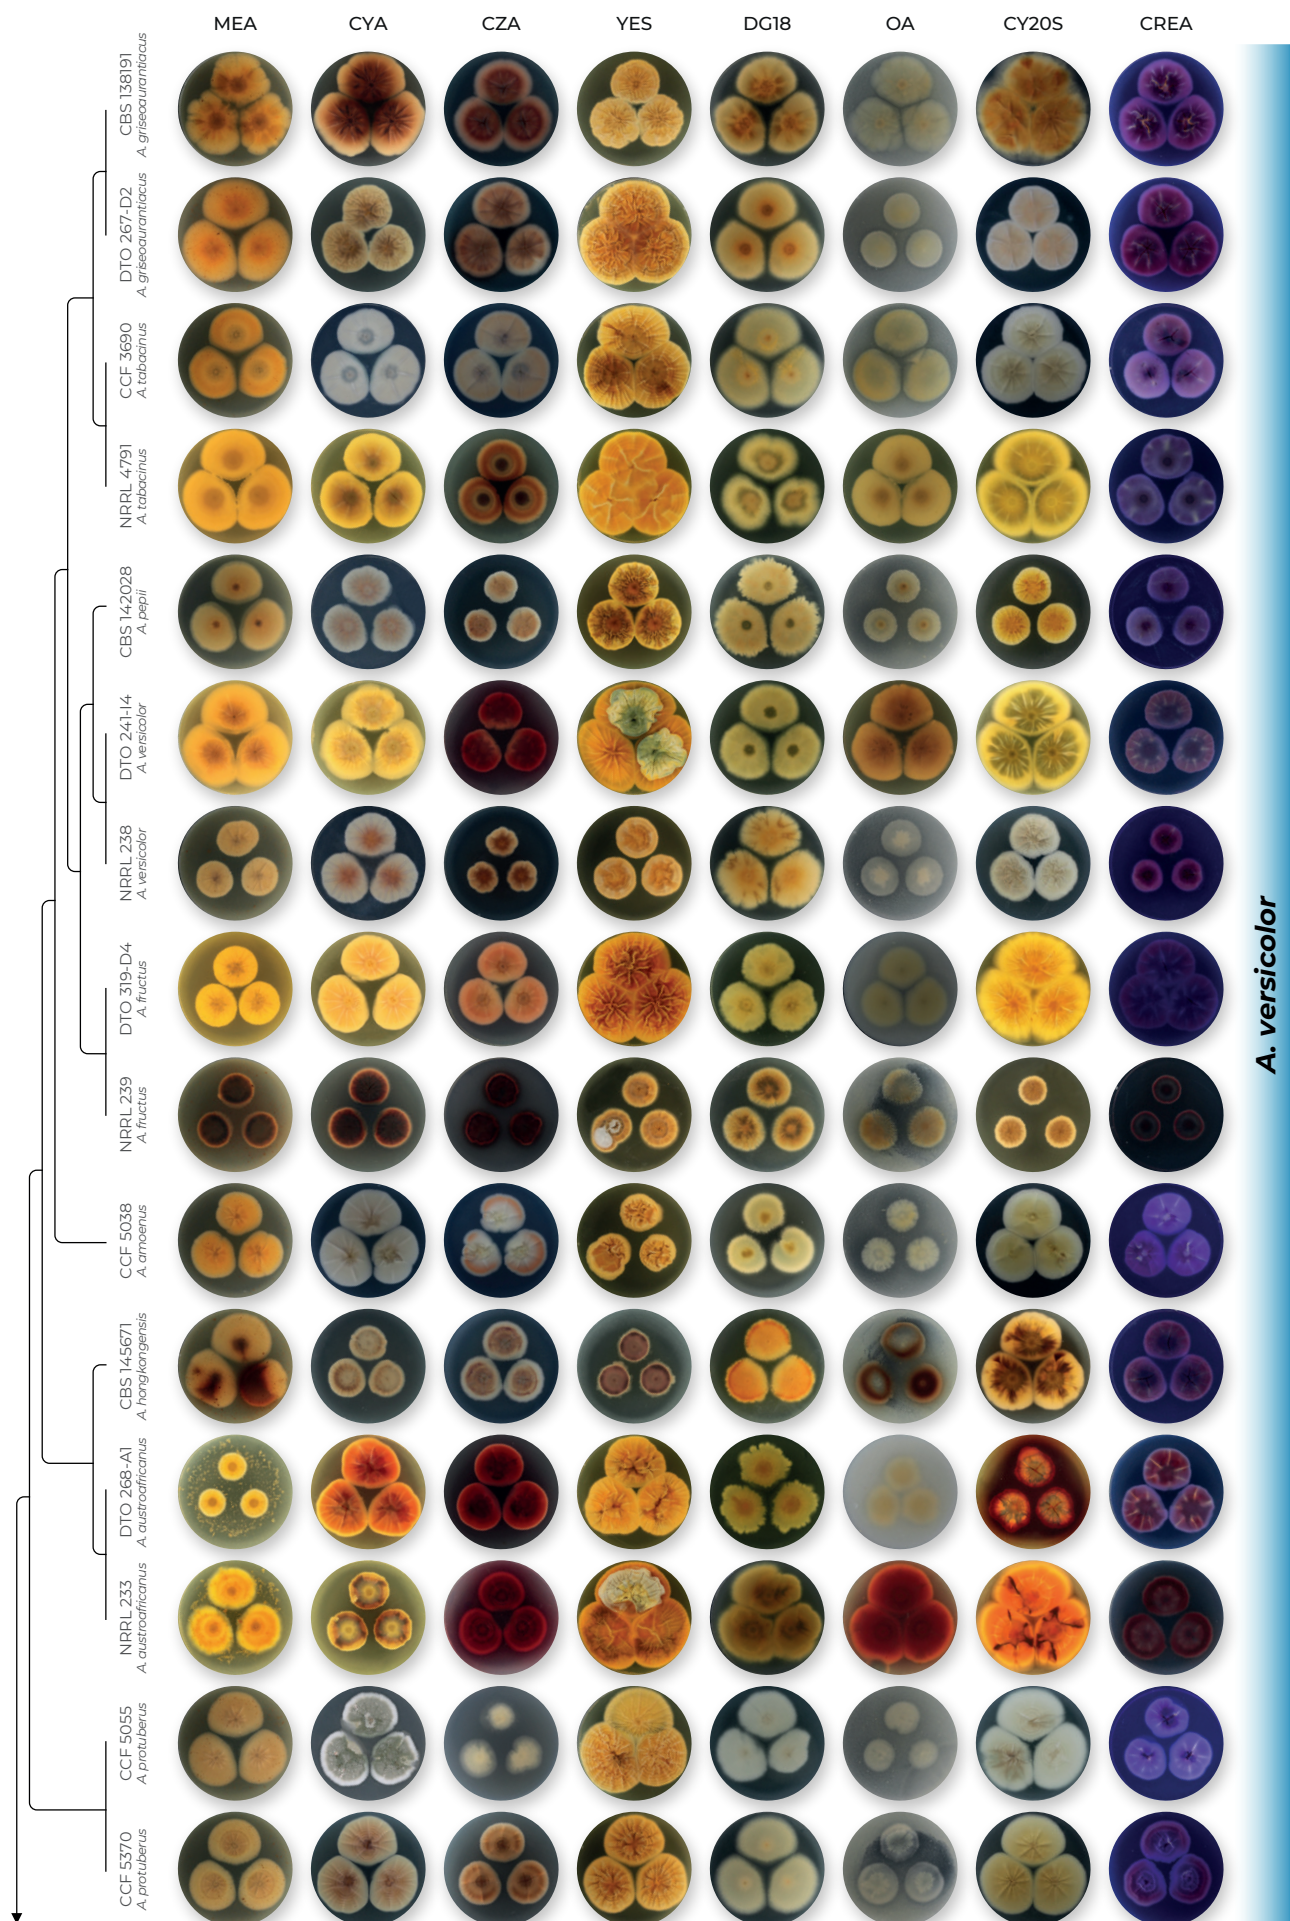 MEA CYA CZA YES DG18 OA CY20S CREA
CBS 138191
A. griseoaurantiacus
DTO 267-D2
A. griseoaurantiacus
CCF 3690
A. tabacinus
NRRL 4791
A. tabacinus
CBS 142028
A. pepii
DTO 241-I4
A. versicolor
NRRL 238
A. versicolor
DTO 319-D4
A. fructus
NRRL 239
A. fructus
CCF 5038
A. amoenus
CBS 145671
A. hongkongensis
DTO 268-A1
A. austroafricanus
NRRL 233
A. austroafricanus
CCF 5055
A. protuberus
CCF 5370
A. protuberus
A. versicolor